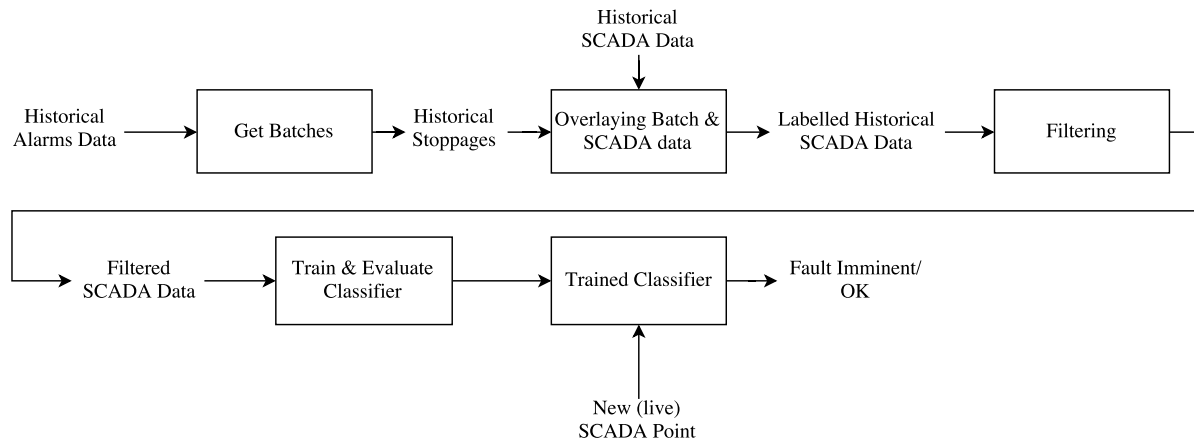 Historical
SCADA Data
Historical
Alarms Data
Get Batches
Historical
Stoppages
Overlaying Batch &
SCADA data
Labelled Historical
SCADA Data
Filtering
Filtered
SCADA Data
Train & Evaluate
Classifier
Trained Classifier
Fault Imminent/
OK
New (live)
SCADA Point